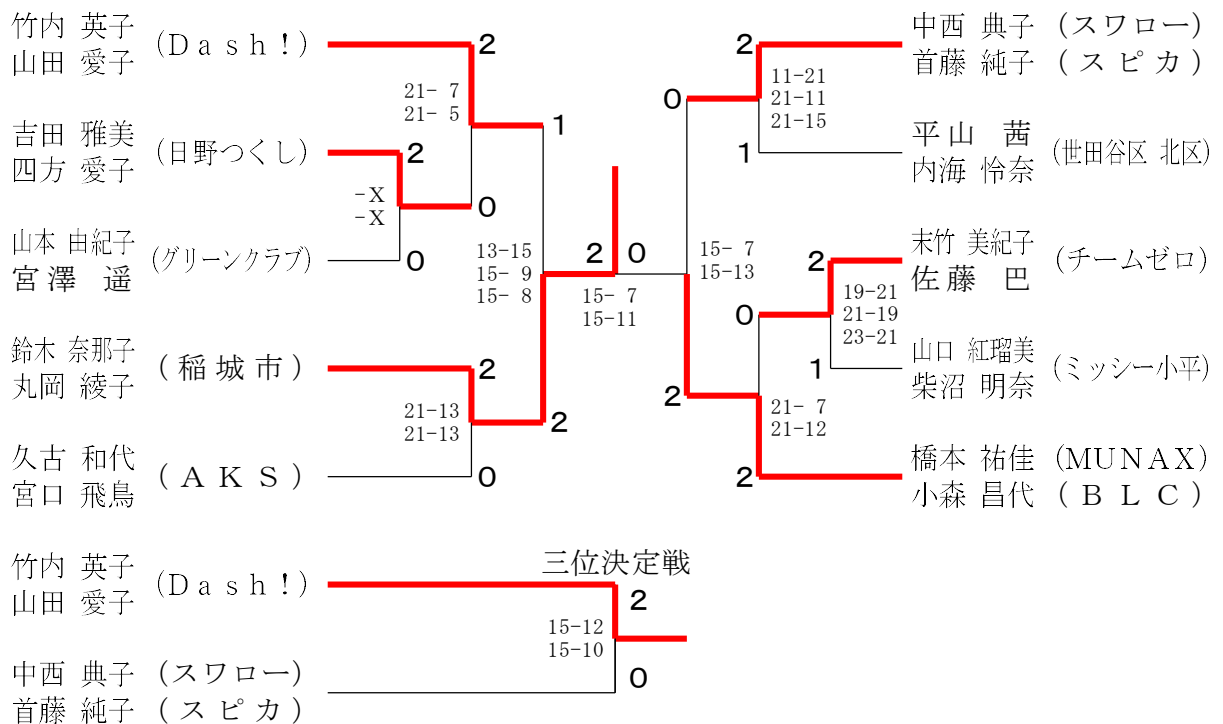 竹内 英子
山田 愛子
(Dash!)
2
21- 7
21- 5
1
吉田 雅美
四方 愛子
(日野つくし)
2
-X
-X
0
山本 由紀子
宮澤 遥
(グリーンクラブ)
0
13-15
15- 9
15- 8
鈴木 奈那子
丸岡 綾子
(稲城市)
2
21-13
21-13
2
久古 和代
宮口 飛鳥
(AKS)
0
2
0
15- 7
15-11
中西 典子
首藤 純子
(スワロー)
(スピカ)
2
11-21
21-11
21-15
0
平山 茜
内海 怜奈
(世田谷区 北区)
1
15- 7
15-13
末竹 美紀子
佐藤 巴
(チームゼロ)
2
19-21
21-19
23-21
0
山口 紅瑠美
柴沼 明奈
(ミッシー小平)
1
2
21- 7
21-12
橋本 祐佳
小森 昌代
(MUNAX)
(BLC)
2
三位決定戦
竹内 英子
山田 愛子
(Dash!)
2
15-12
15-10
中西 典子
首藤 純子
(スワロー)
(スピカ)
0